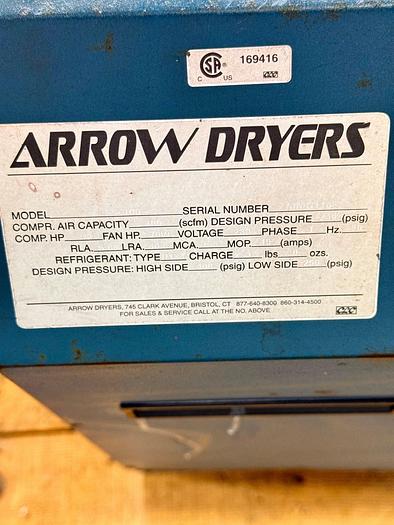 CSA® 169416
C US
ARROW DRYERS
MODEL SERIAL NUMBER
COMPR. AIR CAPACITY (scfm) DESIGN PRESSURE (psig)
COMP. HP. FAN HP. VOLTAGE PHASE Hz.
RLA. LRA. MCA. MOP. (amps)
REFRIGERANT: TYPE CHARGE lbs ozs.
DESIGN PRESSURE: HIGH SIDE (psig) LOW SIDE (psig)
ARROW DRYERS, 745 CLARK AVENUE, BRISTOL, CT 877-640-8300 860-314-4500
FOR SALES & SERVICE CALL AT THE NO. ABOVE